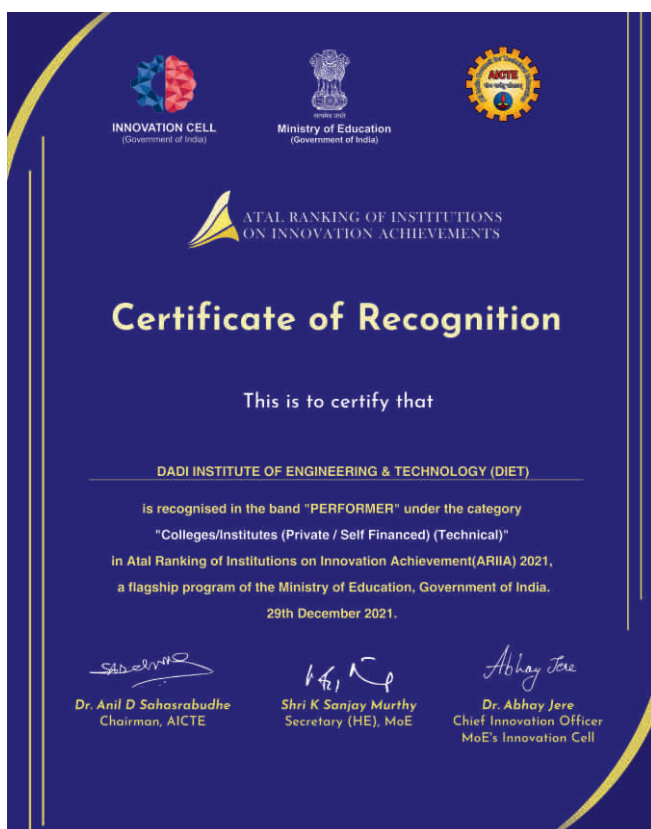 INNOVATION CELL
(Government of India)
सत्यमेव जयते
Ministry of Education
(Government of India)
AICTE
ATAL RANKING OF INSTITUTIONS
ON INNOVATION ACHIEVEMENTS
Certificate of Recognition
This is to certify that
DADI INSTITUTE OF ENGINEERING & TECHNOLOGY (DIET)
is recognised in the band "PERFORMER" under the category
"Colleges/Institutes (Private / Self Financed) (Technical)"
in Atal Ranking of Institutions on Innovation Achievement(ARIIA) 2021,
a flagship program of the Ministry of Education, Government of India.
29th December 2021.
Abhay Jere
Dr. Anil D Sahasrabudhe
Chairman, AICTE
Shri K Sanjay Murthy
Secretary (HE), MoE
Dr. Abhay Jere
Chief Innovation Officer
MoE's Innovation Cell